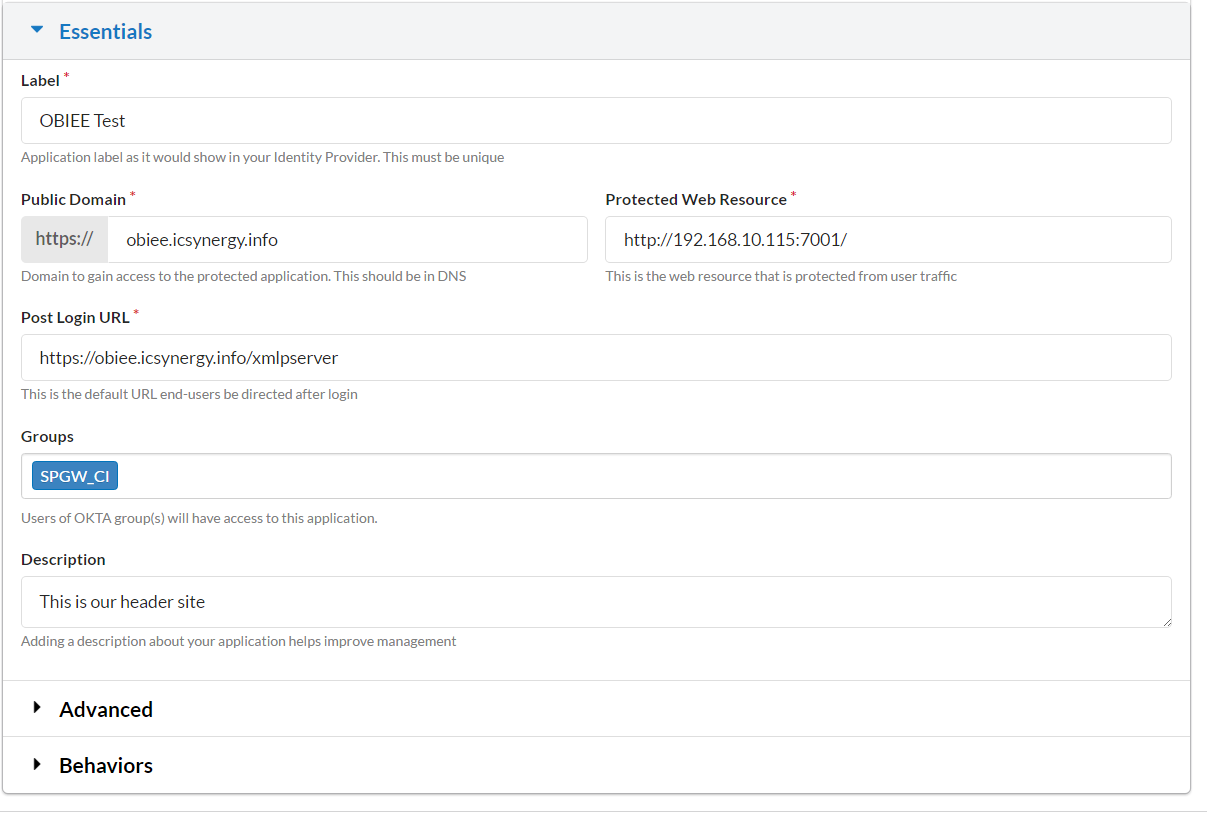 Essentials
Label *
OBIEE Test
Application label as it would show in your Identity Provider. This must be unique
Public Domain * Protected Web Resource *
https:// obiee.icsynergy.info http://192.168.10.115:7001/
Domain to gain access to the protected application. This should be in DNS This is the web resource that is protected from user traffic
Post Login URL *
https://obiee.icsynergy.info/xmlpserver
This is the default URL end-users be directed after login
Groups
SPGW_CI
Users of OKTA group(s) will have access to this application.
Description
This is our header site
Adding a description about your application helps improve management
Advanced
Behaviors